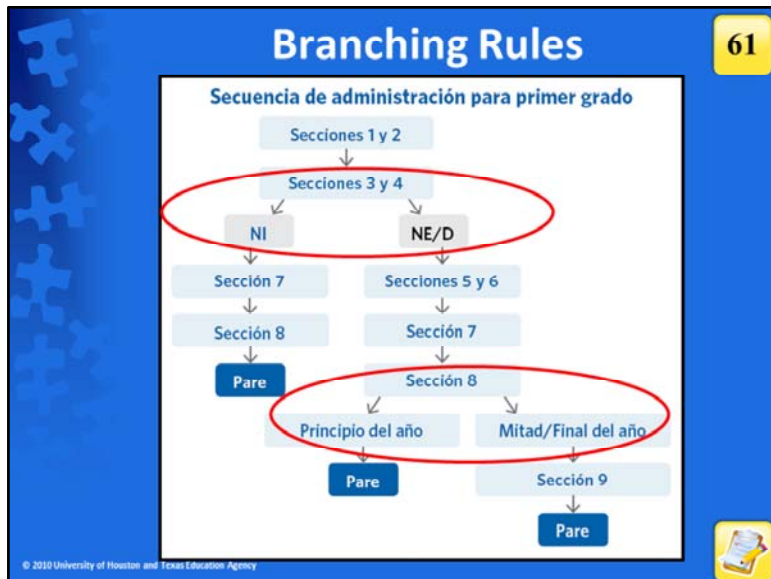 Branching Rules
61
Secuencia de administración para primer grado
Secciones 1 y 2
Secciones 3 y 4
NI
NE/D
Sección 7
Secciones 5 y 6
Sección 8
Sección 7
Pare
Sección 8
Principio del año
Mitad/Final del año
Pare
Sección 9
Pare
© 2010 University of Houston and Texas Education Agency